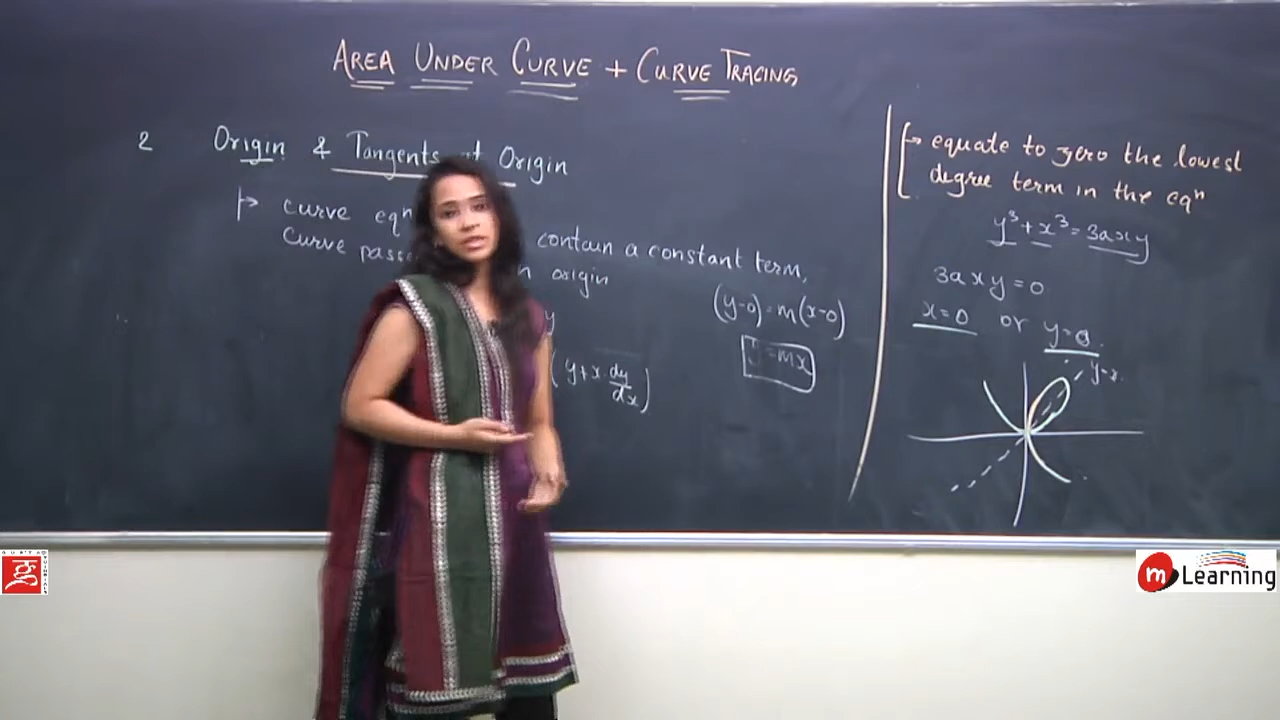 AREA UNDER CURVE + CURVE TRACING
2 Origin & Tangents at Origin
curve eqⁿ contain a constant term,
Curve passes origin
y
(y+x.dy/dx)
(y-0)=m(x-0)
y=mx
→ equate to zero the lowest
degree term in the eqⁿ
y³+x³=3axy
3axy=0
x=0 or y=0
m Learning